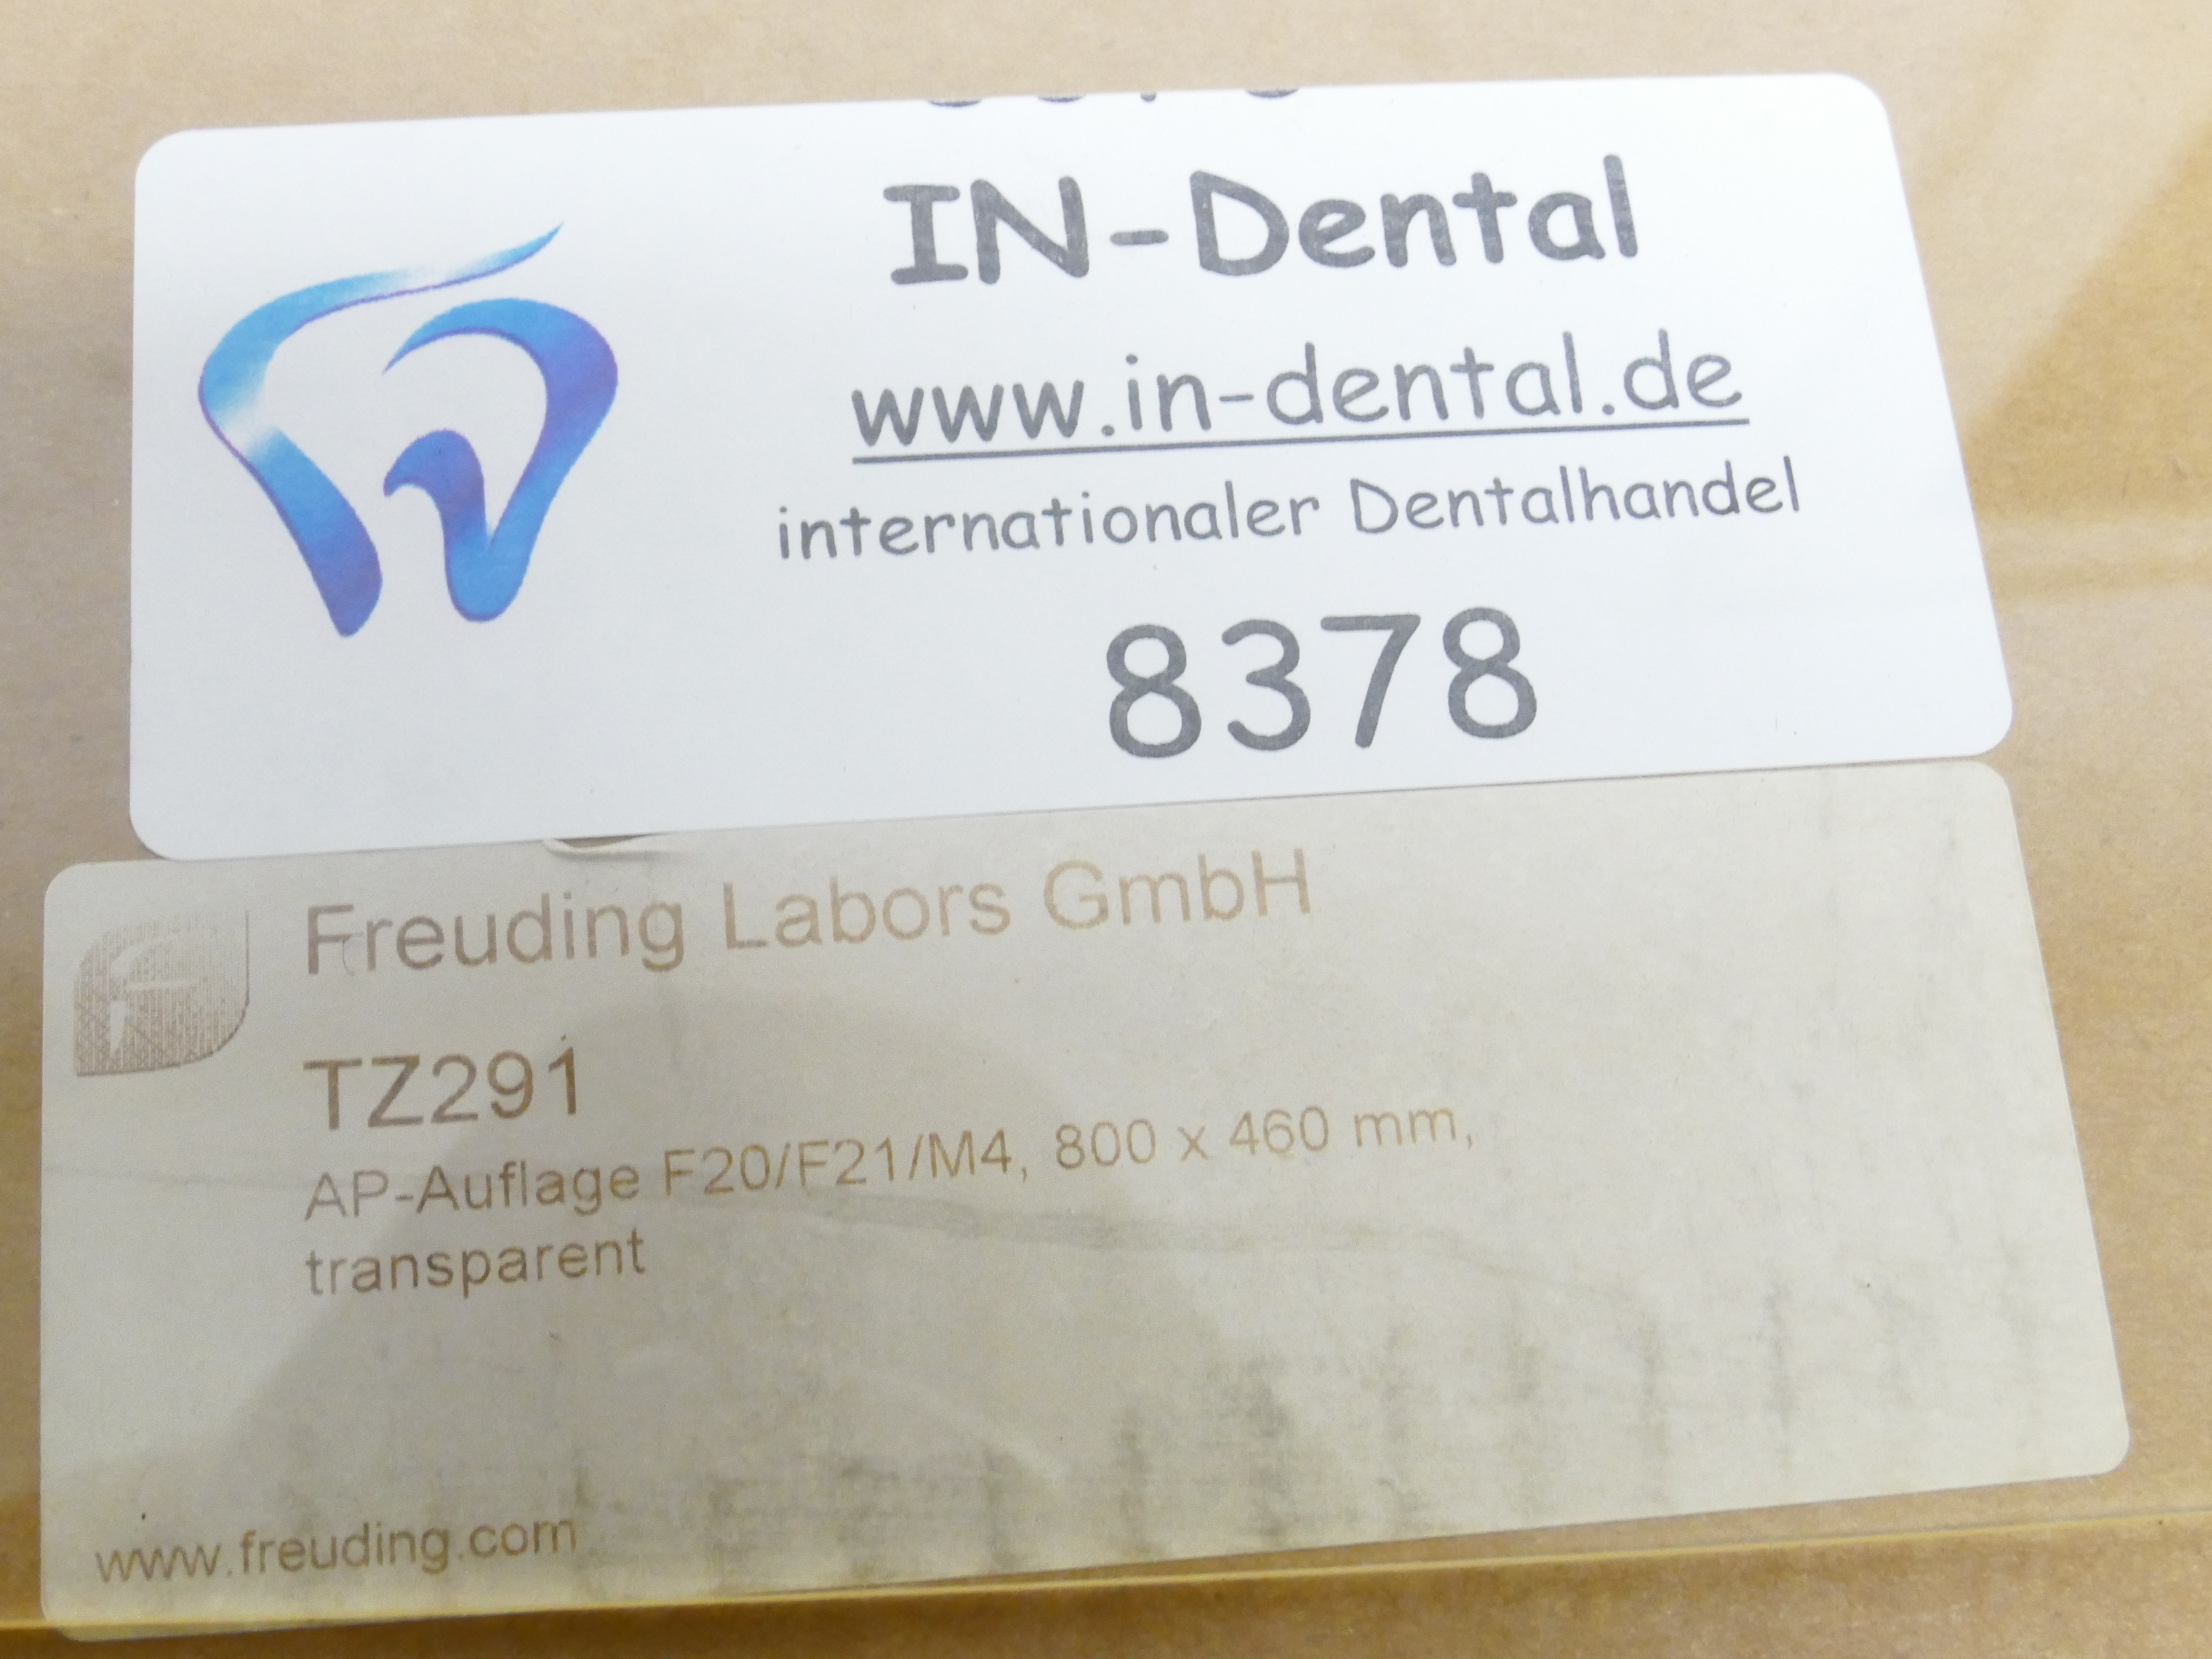 IN-Dental
www.in-dental.de
internationaler Dentalhandel
8378
Freuding Labors GmbH
TZ291
AP-Auflage F20/F21/M4, 800 x 460 mm,
transparent
www.freuding.com